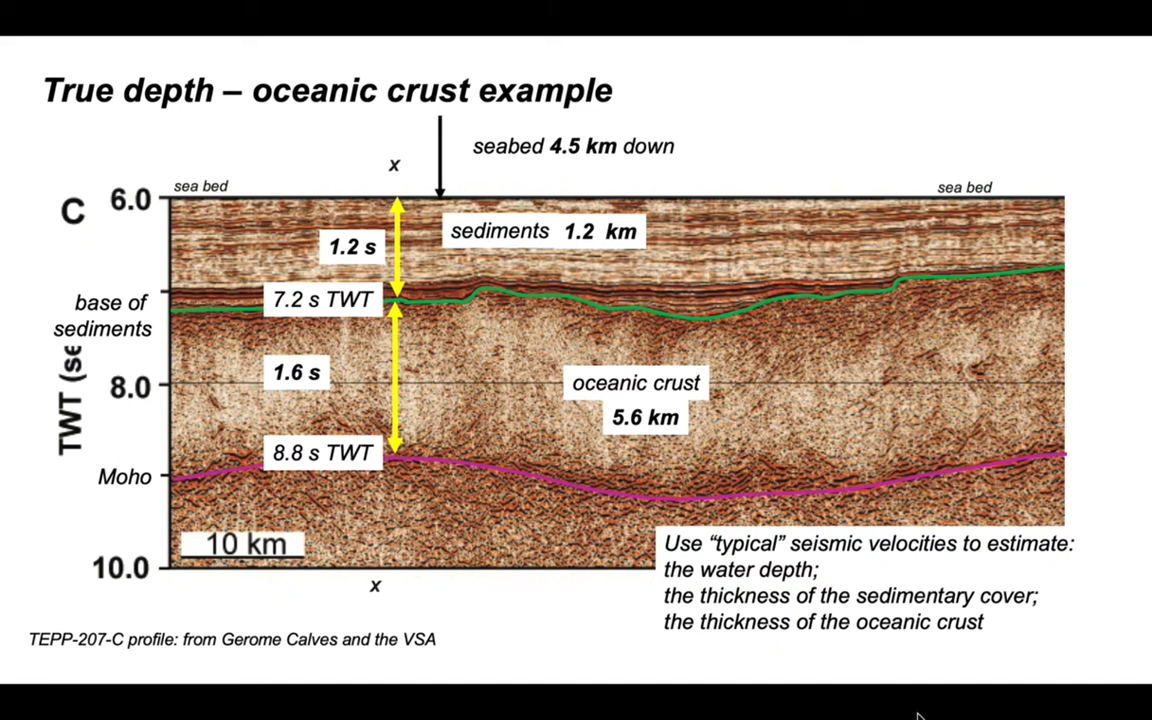 True depth – oceanic crust example
seabed 4.5 km down
x
sea bed
sea bed
C
6.0
sediments 1.2 km
1.2 s
base of
sediments
7.2 s TWT
1.6 s
oceanic crust
5.6 km
8.0
TWT (se
8.8 s TWT
Moho
10 km
10.0
x
Use “typical” seismic velocities to estimate:
the water depth;
the thickness of the sedimentary cover;
the thickness of the oceanic crust
TEPP-207-C profile: from Gerome Calves and the VSA